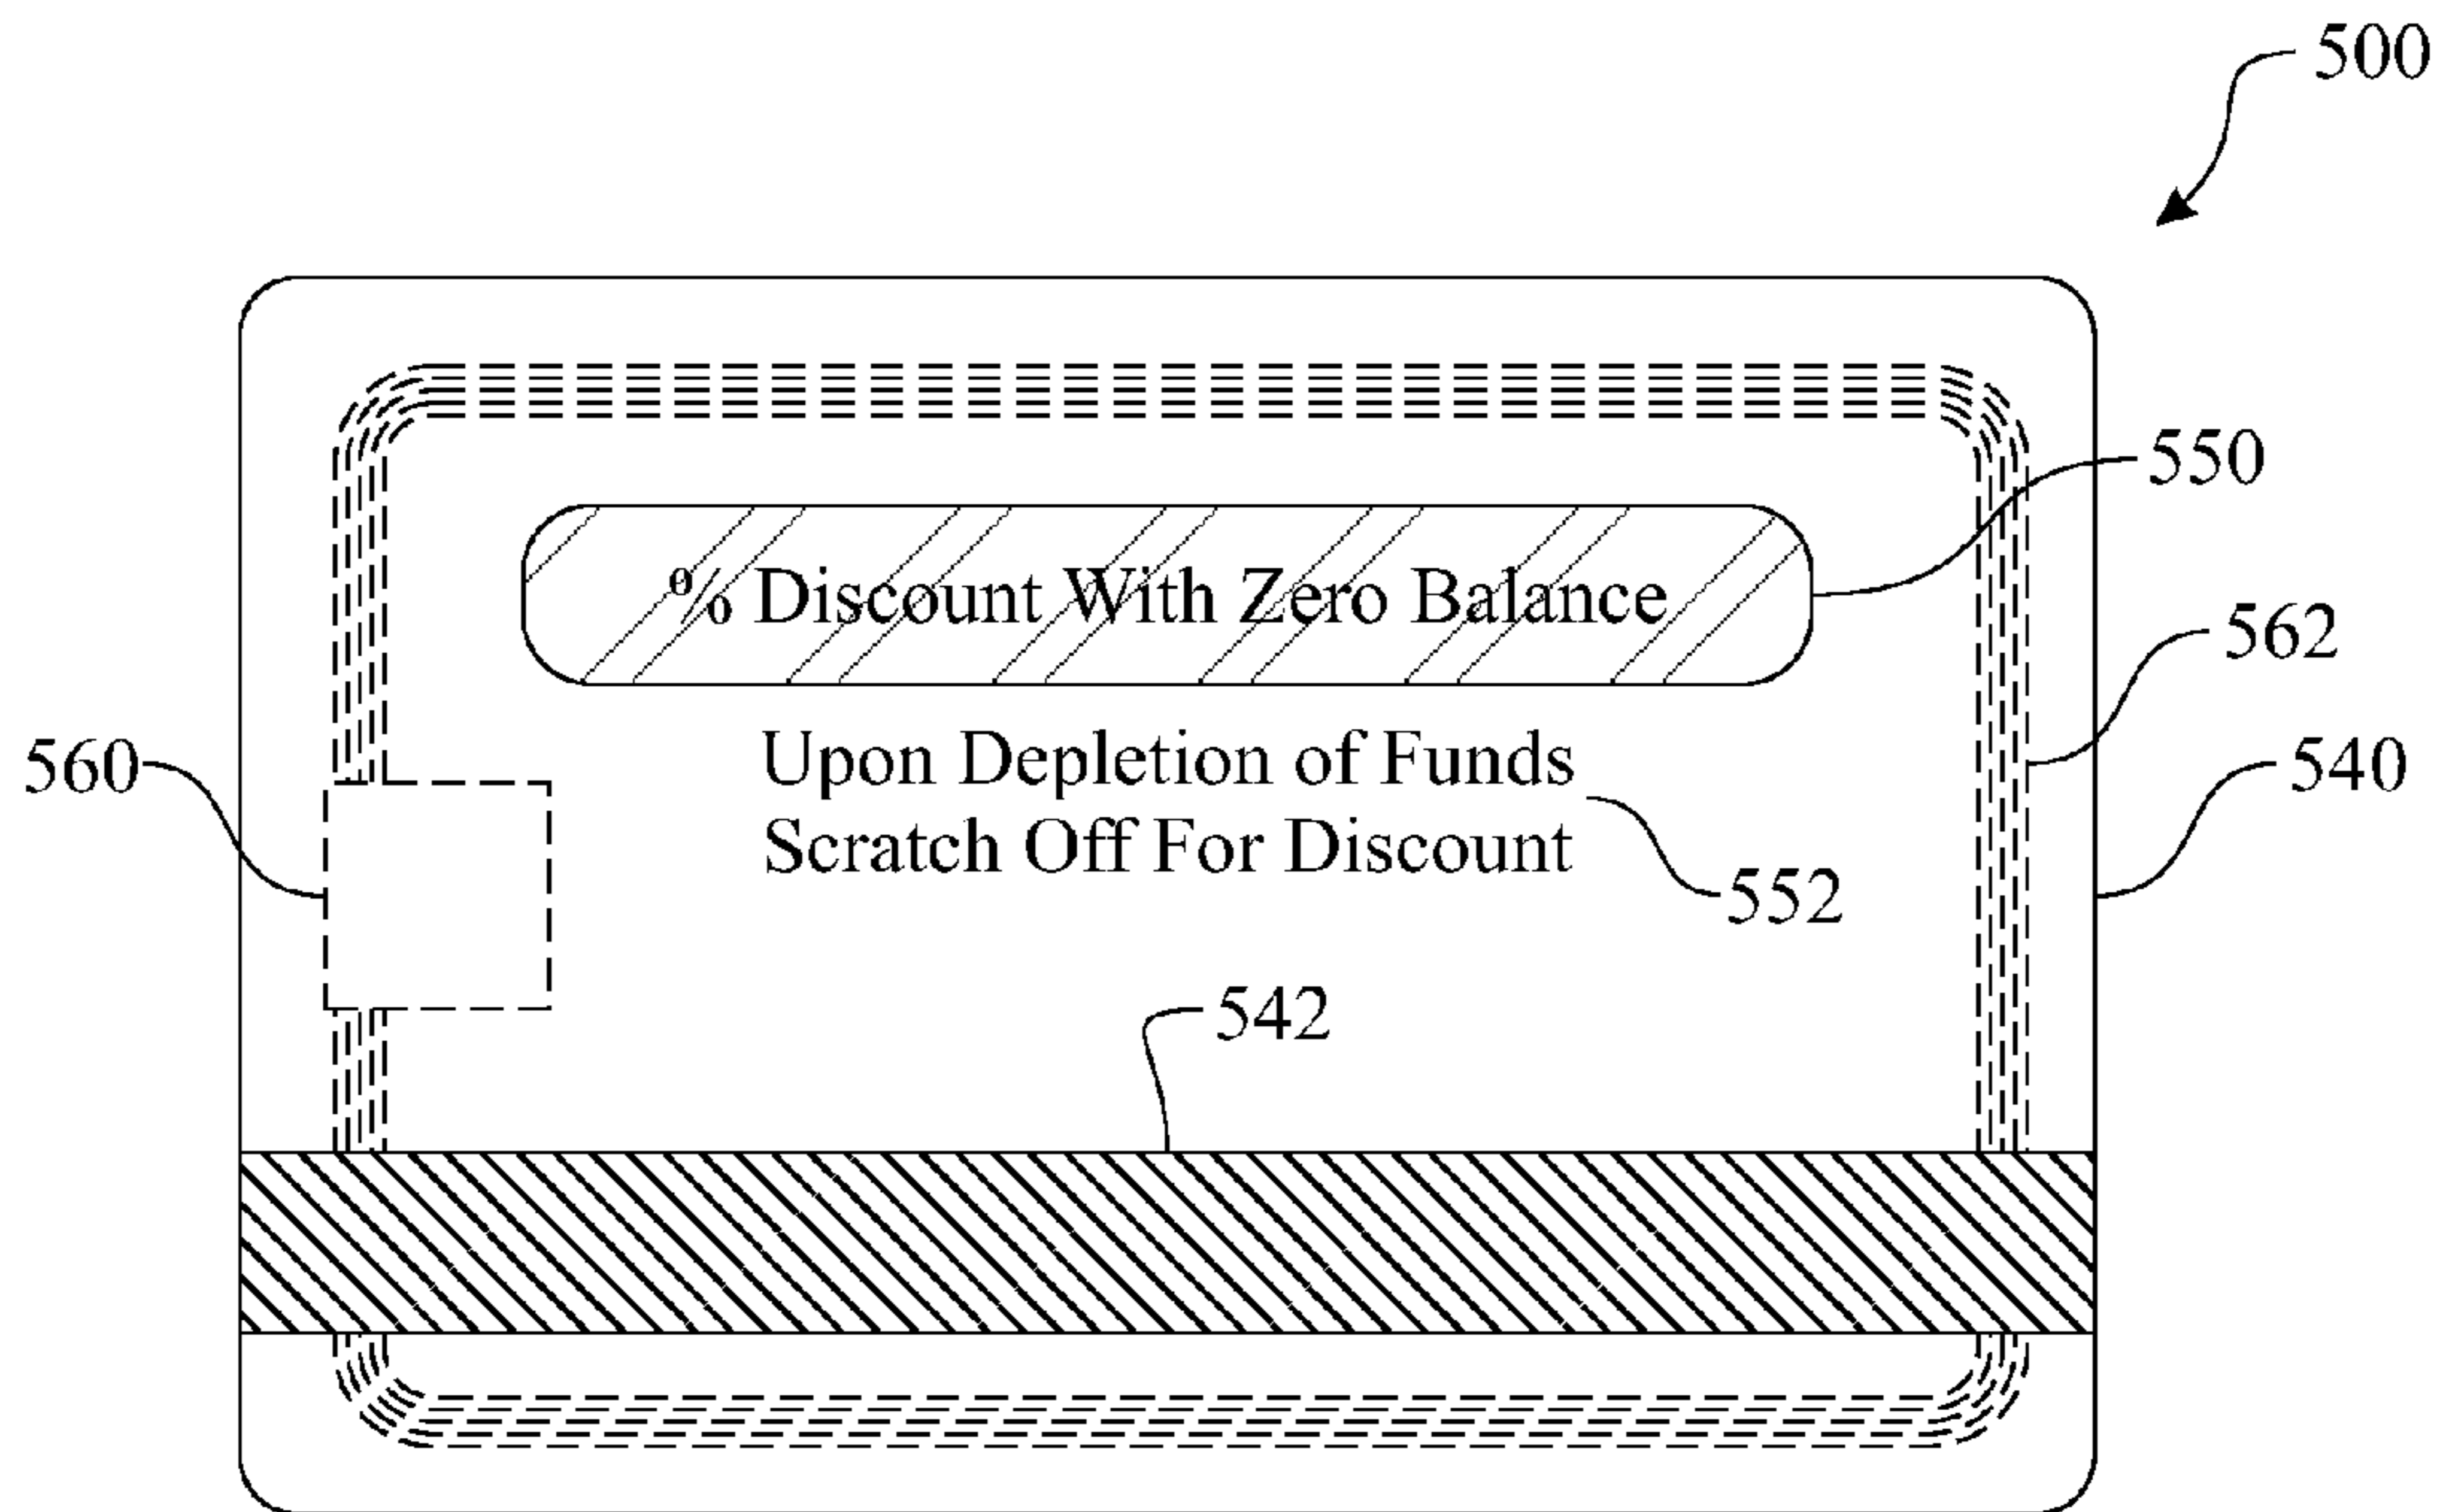 500
550
% Discount With Zero Balance
562
Upon Depletion of Funds
560
540
Scratch Off For Discount
552
542